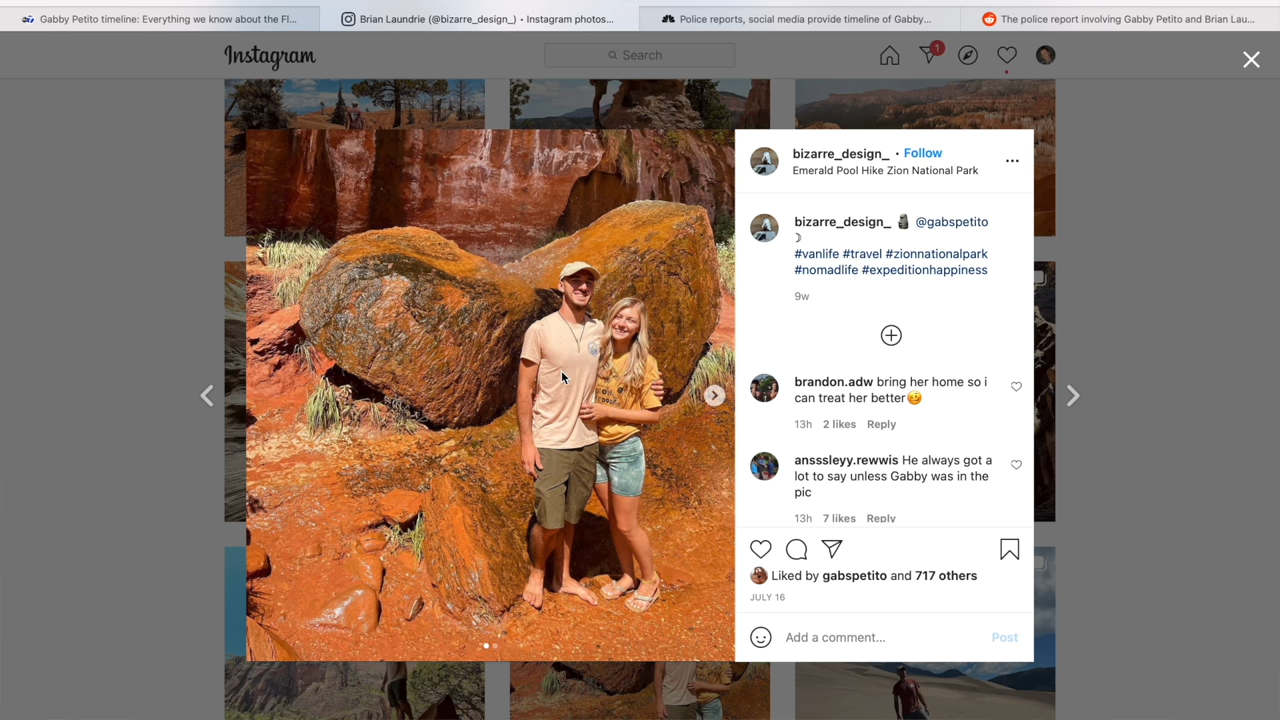 Gabby Petito timeline: Everything we know about the Fl...
Brian Laundrie (@bizarre_design_) • Instagram photos...
Police reports, social media provide timeline of Gabby...
The police report involving Gabby Petito and Brian Lau...
Instagram
Search
1
bizarre_design_ • Follow
Emerald Pool Hike Zion National Park
bizarre_design_ 🗿 @gabspetito
☽
#vanlife #travel #zionnationalpark
#nomadlife #expeditionhappiness
9w
brandon.adw bring her home so i
can treat her better🥴
13h 2 likes Reply
ansssleyy.rewwis He always got a
lot to say unless Gabby was in the
pic
13h 7 likes Reply
Liked by gabspetito and 717 others
JULY 16
Add a comment...
Post